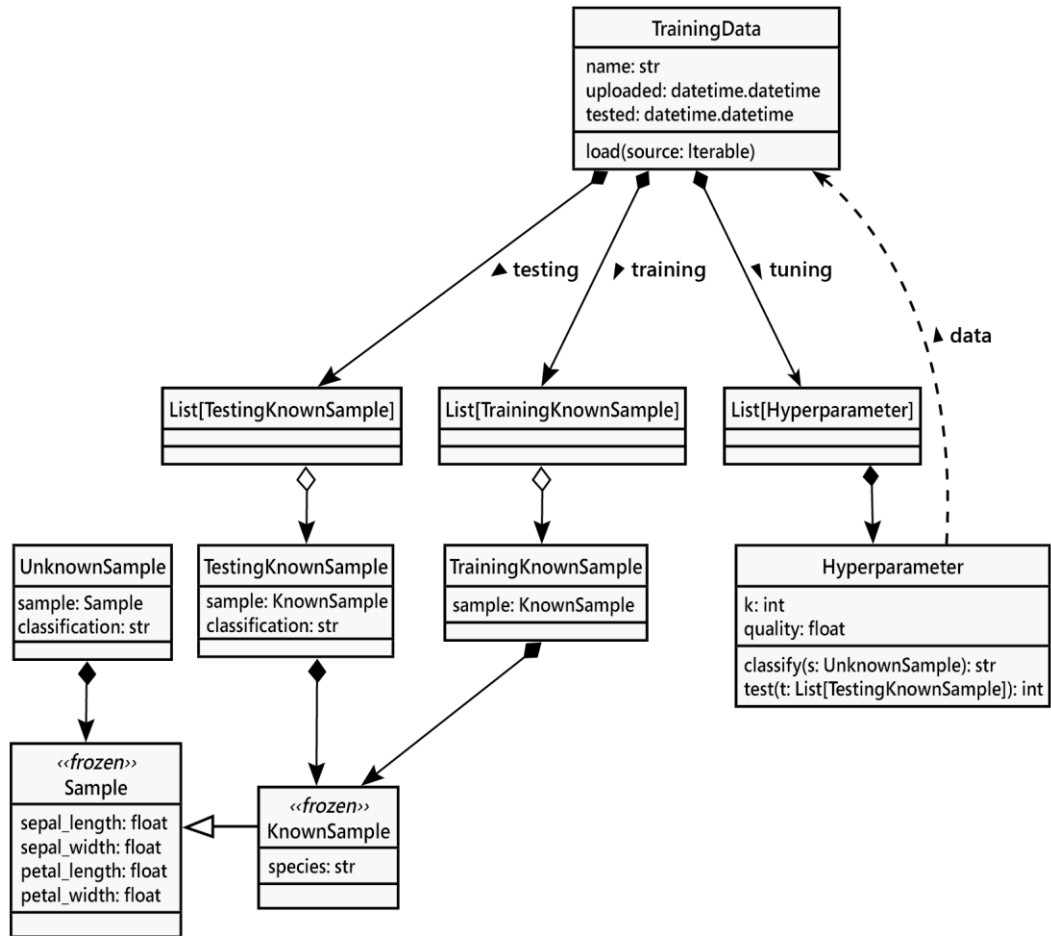 TrainingData
name: str
uploaded: datetime.datetime
tested: datetime.datetime
load(source: Iterable)
testing
training
tuning
data
List[TestingKnownSample]
List[TrainingKnownSample]
List[Hyperparameter]
UnknownSample
sample: Sample
classification: str
TestingKnownSample
sample: KnownSample
classification: str
TrainingKnownSample
sample: KnownSample
Hyperparameter
k: int
quality: float
classify(s: UnknownSample): str
test(t: List[TestingKnownSample]): int
‹‹frozen››
Sample
sepal_length: float
sepal_width: float
petal_length: float
petal_width: float
‹‹frozen››
KnownSample
species: str